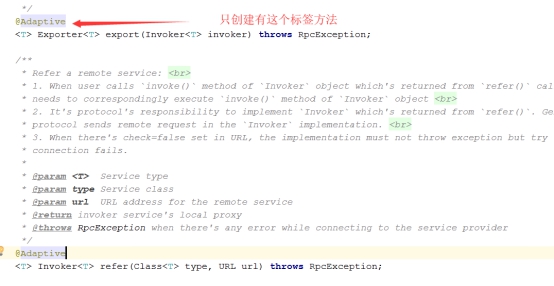 */
@Adaptive 只创建有这个标签方法
<T> Exporter<T> export(Invoker<T> invoker) throws RpcException;
/**
* Refer a remote service: <br>
* 1. When user calls `invoke()` method of `Invoker` object which's returned from `refer()` cal
needs to correspondingly execute `invoke()` method of `Invoker` object <br>
* 2. It's protocol's responsibility to implement `Invoker` which's returned from `refer()`. Ge
protocol sends remote request in the `Invoker` implementation. <br>
* 3. When there's check=false set in URL, the implementation must not throw exception but try
connection fails.
*
* @param <T> Service type
* @param type Service class
* @param url URL address for the remote service
* @return invoker service's local proxy
* @throws RpcException when there's any error while connecting to the service provider
*/
@Adaptive
<T> Invoker<T> refer(Class<T> type, URL url) throws RpcException;